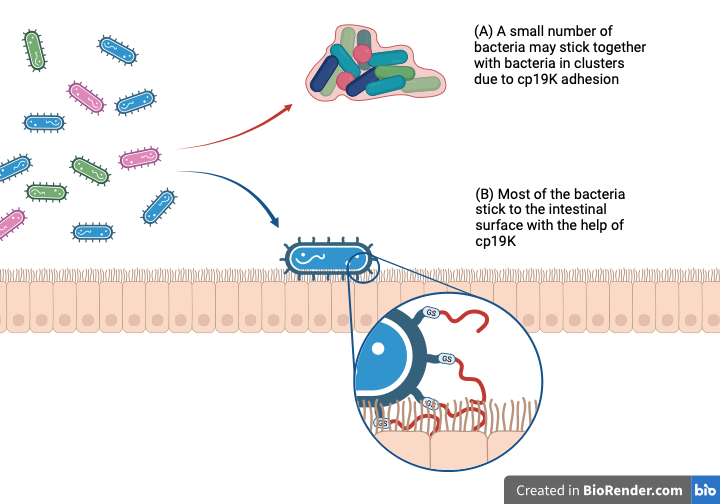 (A) A small number of
bacteria may stick together
with bacteria in clusters
due to cp19K adhesion
(B) Most of the bacteria
stick to the intestinal
surface with the help of
cp19K
GS
GS
GS
GS
Created in BioRender.com bio